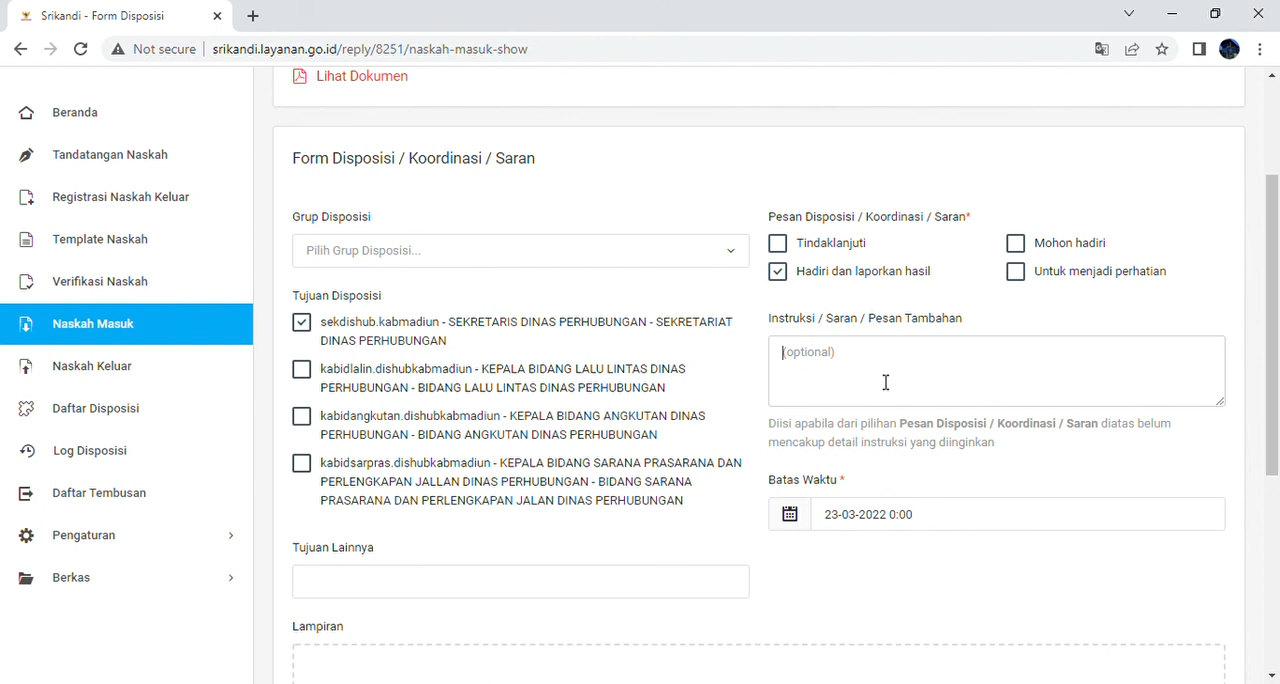 Srikandi - Form Disposisi
Not secure
srikandi.layanan.go.id/reply/8251/naskah-masuk-show
Beranda
Tandatangan Naskah
Registrasi Naskah Keluar
Template Naskah
Verifikasi Naskah
Naskah Masuk
Naskah Keluar
Daftar Disposisi
Log Disposisi
Daftar Tembusan
Pengaturan
Berkas
Lihat Dokumen
Form Disposisi / Koordinasi / Saran
Grup Disposisi
Pilih Grup Disposisi...
Tujuan Disposisi
sekdishub.kabmadiun - SEKRETARIS DINAS PERHUBUNGAN - SEKRETARIAT
DINAS PERHUBUNGAN
kabidlalin.dishubkabmadiun - KEPALA BIDANG LALU LINTAS DINAS
PERHUBUNGAN - BIDANG LALU LINTAS DINAS PERHUBUNGAN
kabidangkutan.dishubkabmadiun - KEPALA BIDANG ANGKUTAN DINAS
PERHUBUNGAN - BIDANG ANGKUTAN DINAS PERHUBUNGAN
kabidsarpras.dishubkabmadiun - KEPALA BIDANG SARANA PRASARANA DAN
PERLENGKAPAN JALLAN DINAS PERHUBUNGAN - BIDANG SARANA
PRASARANA DAN PERLENGKAPAN JALAN DINAS PERHUBUNGAN
Tujuan Lainnya
Lampiran
Pesan Disposisi / Koordinasi / Saran*
Tindaklanjuti
Mohon hadiri
Hadiri dan laporkan hasil
Untuk menjadi perhatian
Instruksi / Saran / Pesan Tambahan
(optional)
Diisi apabila dari pilihan Pesan Disposisi / Koordinasi / Saran diatas belum
mencakup detail instruksi yang diinginkan
Batas Waktu *
23-03-2022 0:00